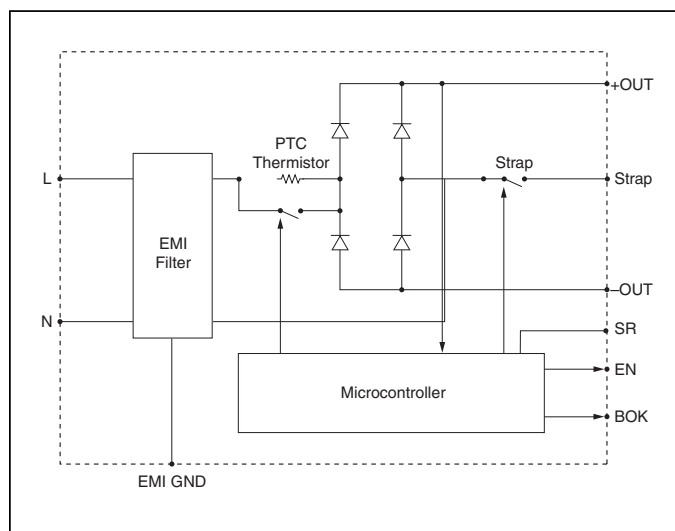 +OUT
PTC
Thermistor
Strap
L
Strap
EMI
Filter
–OUT
N
SR
EN
Microcontroller
BOK
EMI GND